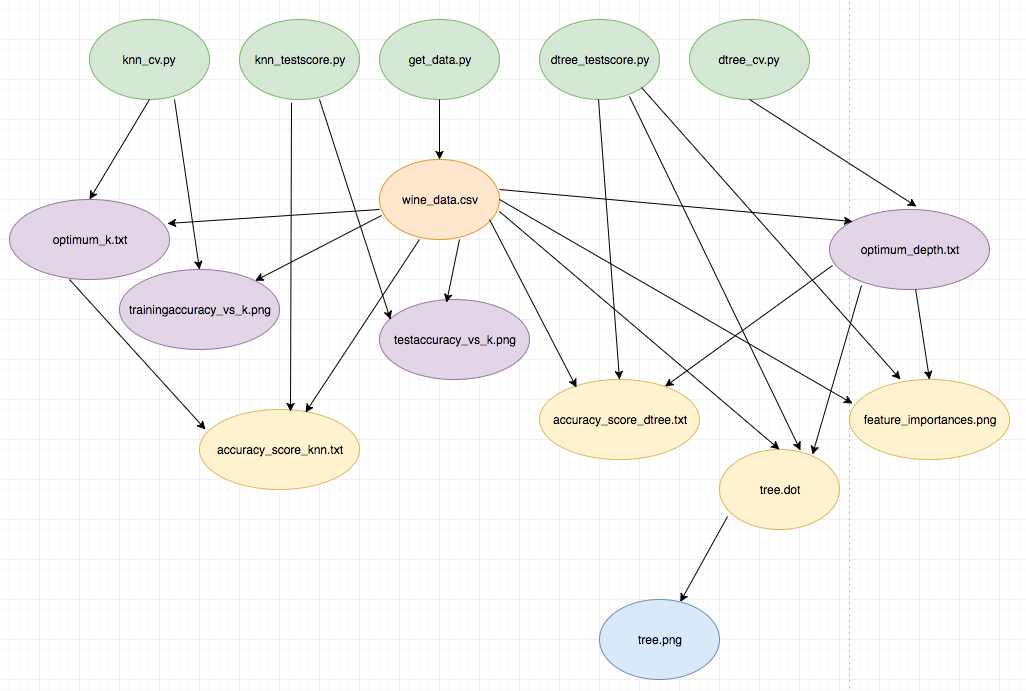 knn_cv.py
knn_testscore.py
get_data.py
dtree_testscore.py
dtree_cv.py
wine_data.csv
optimum_k.txt
optimum_depth.txt
trainingaccuracy_vs_k.png
testaccuracy_vs_k.png
accuracy_score_dtree.txt
feature_importances.png
accuracy_score_knn.txt
tree.dot
tree.png